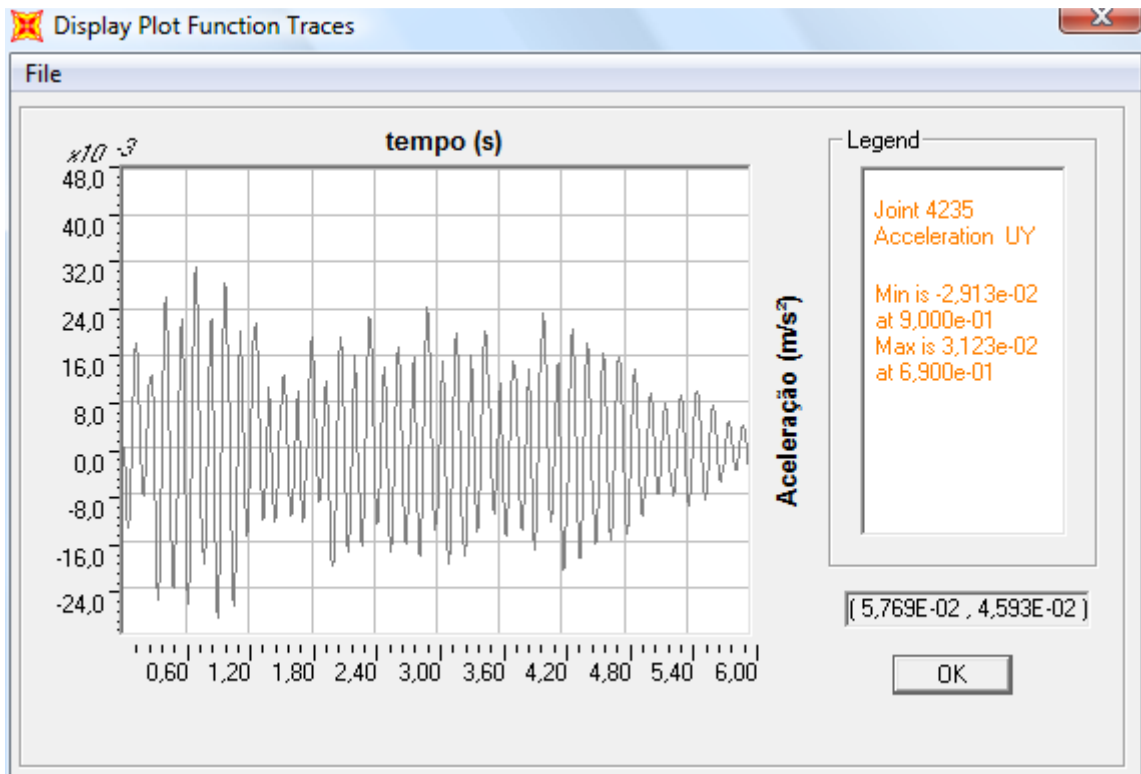 Display Plot Function Traces
X
File
tempo (s)
x10 -3
48,0
40,0
32,0
24,0
16,0
8,0
0,0
-8,0
-16,0
-24,0
0,60 1,20 1,80 2,40 3,00 3,60 4,20 4,80 5,40 6,00
Aceleração (m/s²)
Legend
Joint 4235
Acceleration UY
Min is -2,913e-02
at 9,000e-01
Max is 3,123e-02
at 6,900e-01
( 5,769E-02 , 4,593E-02 )
OK